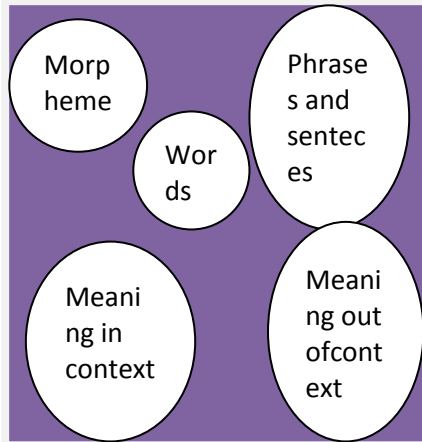 Morp
heme
Phrase
s and
sentec
es
Wor
ds
Meani
ng in
context
Meani
ng out
ofcont
ext